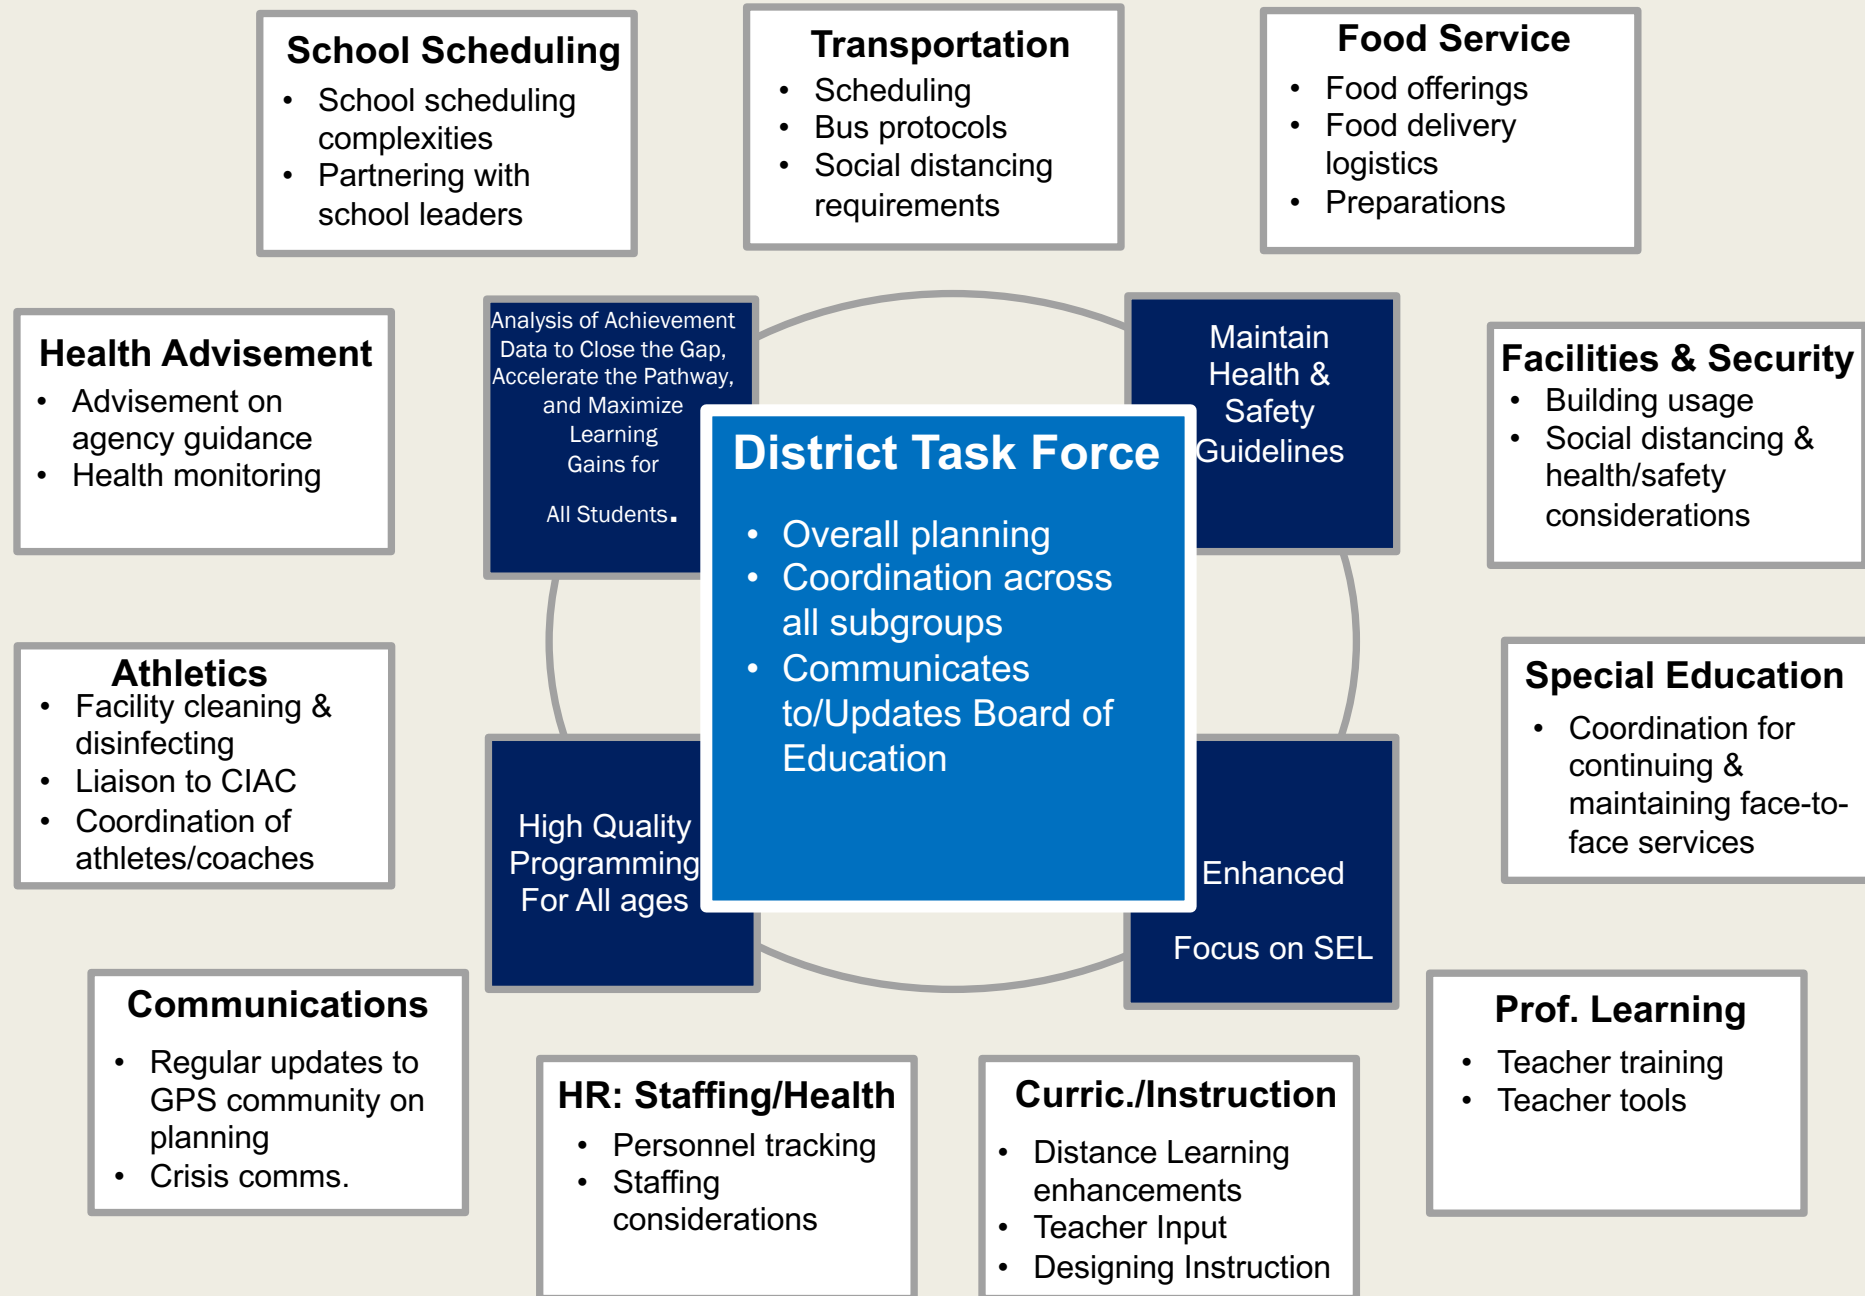 School Scheduling
• School scheduling
complexities
• Partnering with
school leaders
Transportation
• Scheduling
• Bus protocols
• Social distancing
requirements
Food Service
• Food offerings
• Food delivery
logistics
• Preparations
Health Advisement
• Advisement on
agency guidance
• Health monitoring
Analysis of Achievement
Data to Close the Gap,
Accelerate the Pathway,
and Maximize
Learning
Gains for
All Students.
Maintain
Health &
Safety
Guidelines
Facilities & Security
• Building usage
• Social distancing &
health/safety
considerations
District Task Force
• Overall planning
• Coordination across
all subgroups
• Communicates
to/Updates Board of
Education
Athletics
• Facility cleaning &
disinfecting
• Liaison to CIAC
• Coordination of
athletes/coaches
High Quality
Programming
For All ages
Enhanced
Focus on SEL
Special Education
• Coordination for
continuing &
maintaining face-to-
face services
Communications
• Regular updates to
GPS community on
planning
• Crisis comms.
HR: Staffing/Health
• Personnel tracking
• Staffing
considerations
Curric./Instruction
• Distance Learning
enhancements
• Teacher Input
• Designing Instruction
Prof. Learning
• Teacher training
• Teacher tools